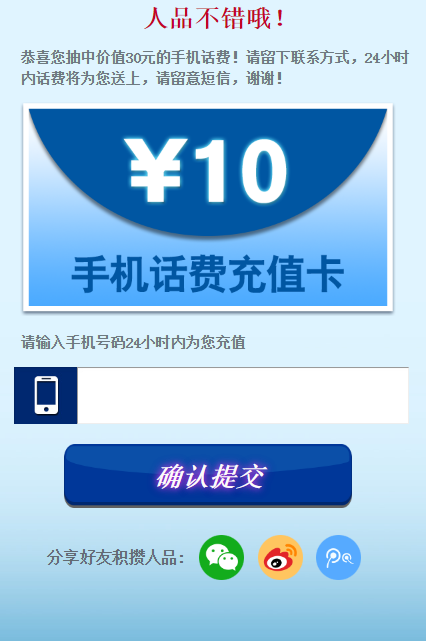 人品不错哦！
恭喜您抽中价值30元的手机话费！请留下联系方式，24小时
内话费将为您送上，请留意短信，谢谢！
¥10
手机话费充值卡
请输入手机号码24小时内为您充值
确认提交
分享好友积攒人品：